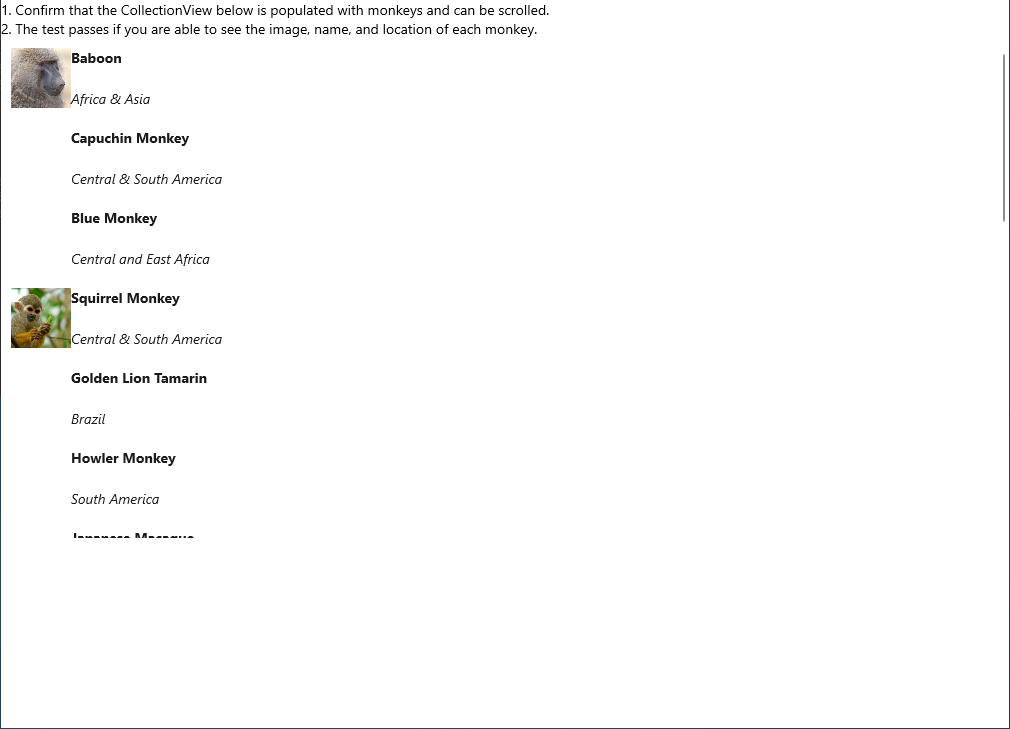 1. Confirm that the CollectionView below is populated with monkeys and can be scrolled.
2. The test passes if you are able to see the image, name, and location of each monkey.
Baboon
Africa & Asia
Capuchin Monkey
Central & South America
Blue Monkey
Central and East Africa
Squirrel Monkey
Central & South America
Golden Lion Tamarin
Brazil
Howler Monkey
South America
Japanese Macaque